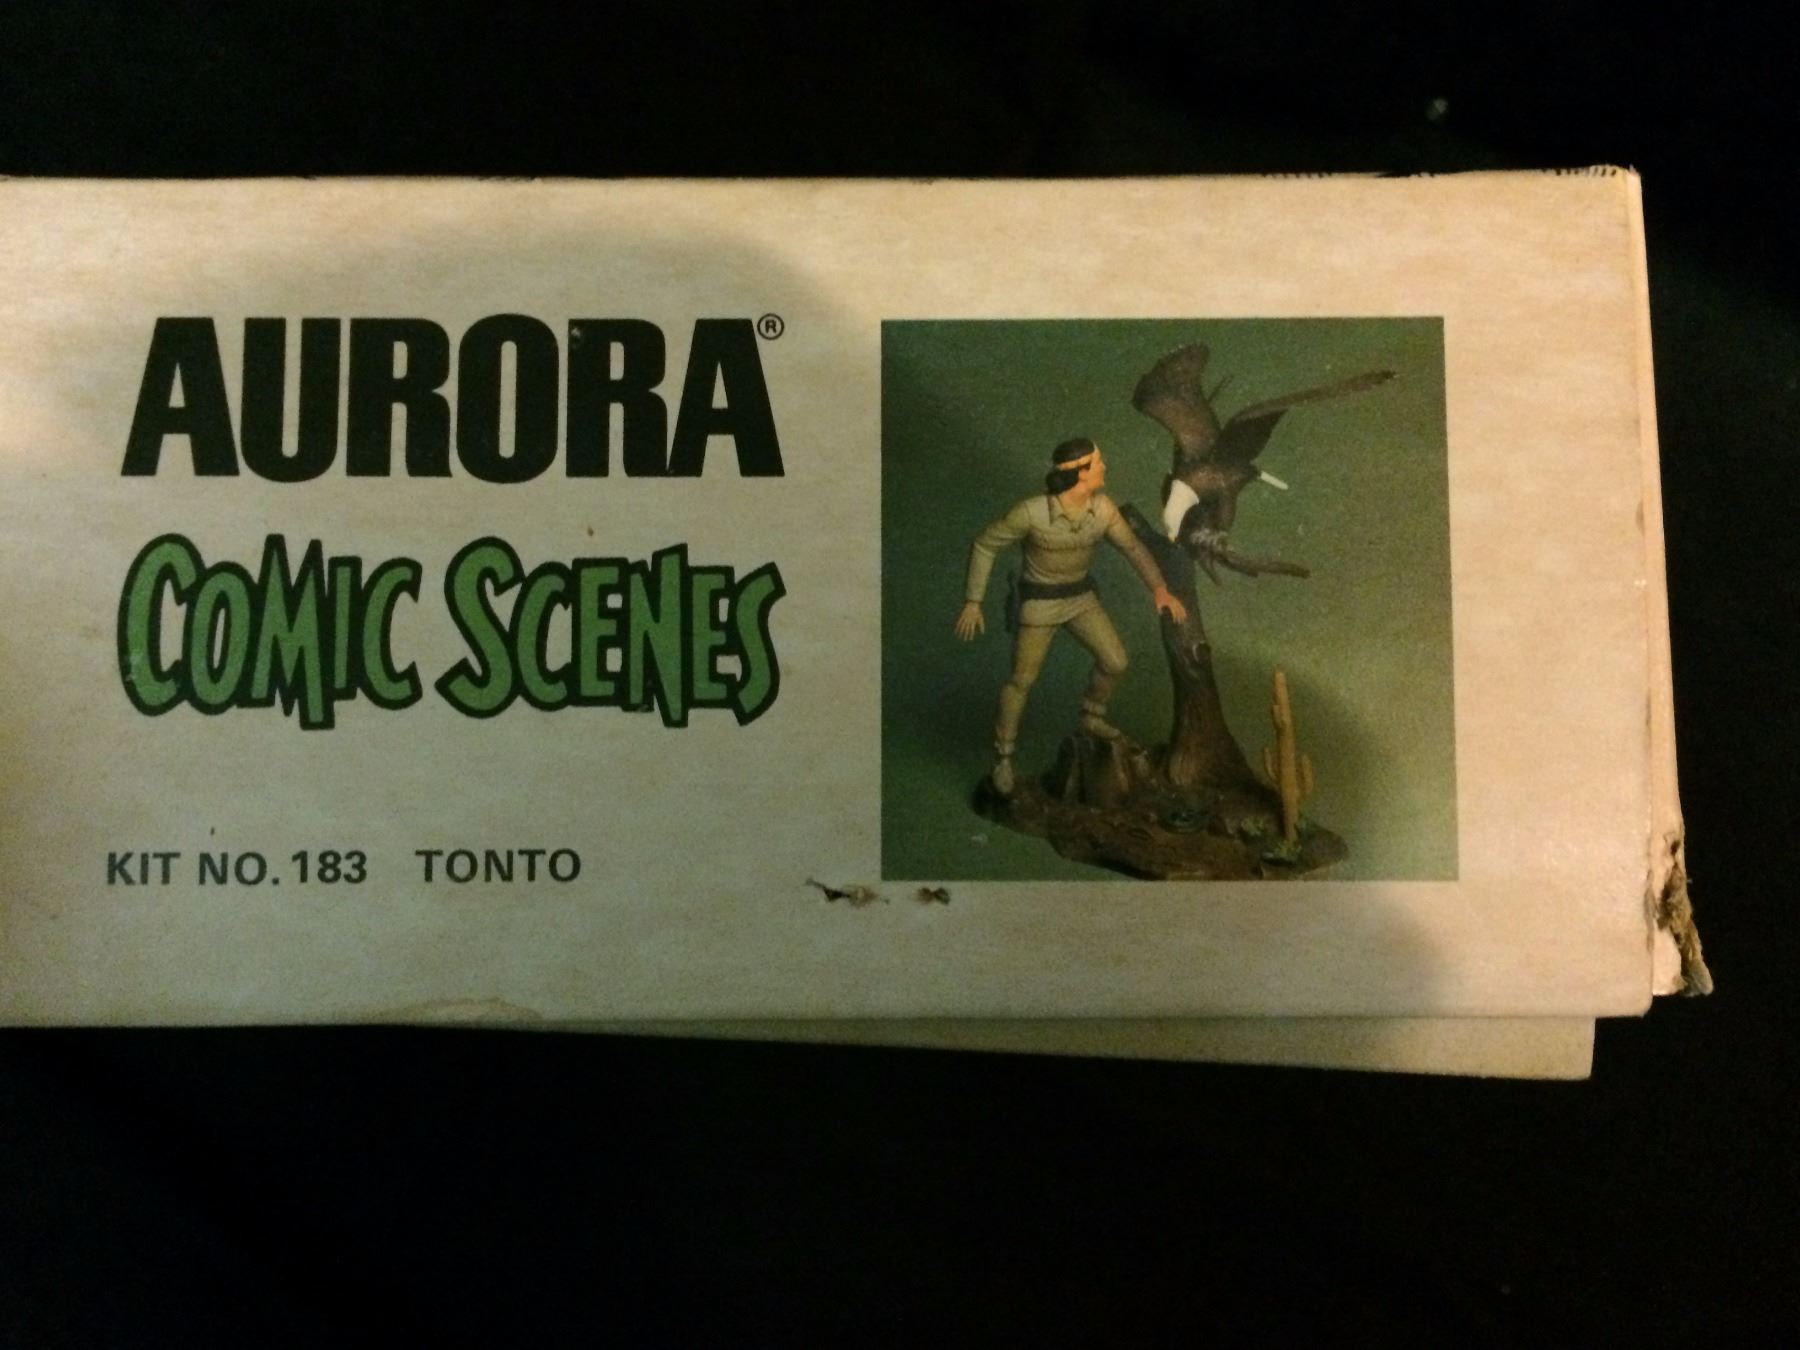 AURORA®
COMIC SCENES
KIT NO. 183 TONTO